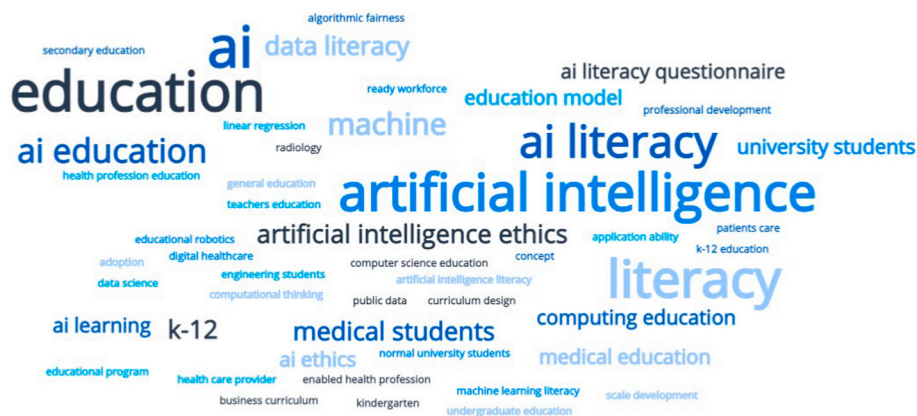 algorithmic fairness
ai
data literacy
secondary education
education
ai literacy questionnaire
ready workforce
education model
professional development
linear regression
machine
ai education
radiology
ai literacy
university students
health profession education
general education
artificial intelligence
teachers education
educational robotics
artificial intelligence ethics
application ability
patients care
adoption
digital healthcare
computer science education
concept
k-12 education
data science
engineering students
artificial intelligence literacy
literacy
computational thinking
public data
curriculum design
ai learning
k-12
medical students
computing education
ai ethics
normal university students
medical education
educational program
health care provider
enabled health profession
machine learning literacy
scale development
business curriculum
kindergarten
undergraduate education